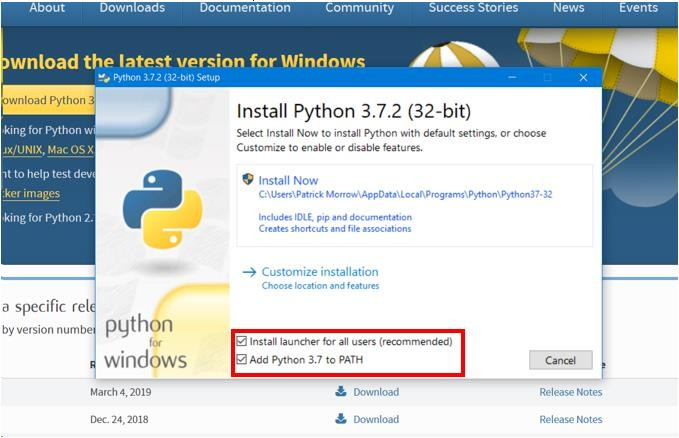 About Downloads Documentation Community Success Stories News Events
ownload the latest version for Windows
Python 3.7.2 (32-bit) Setup
ownload Python 3
Install Python 3.7.2 (32-bit)
Select Install Now to install Python with default settings, or choose
Customize to enable or disable features.
oking for Python wi
ux/UNIX, Mac OS X
nt to help test deve
ker images
oking for Python 2.
Install Now
C:\Users\Patrick Morrow\AppData\Local\Programs\Python\Python37-32
Includes IDLE, pip and documentation
Creates shortcuts and file associations
Customize installation
Choose location and features
a specific rele
by version number
python
for
windows
Install launcher for all users (recommended)
Add Python 3.7 to PATH
Cancel
R
e
March 4, 2019 Download Release Notes
Dec. 24, 2018 Download Release Notes